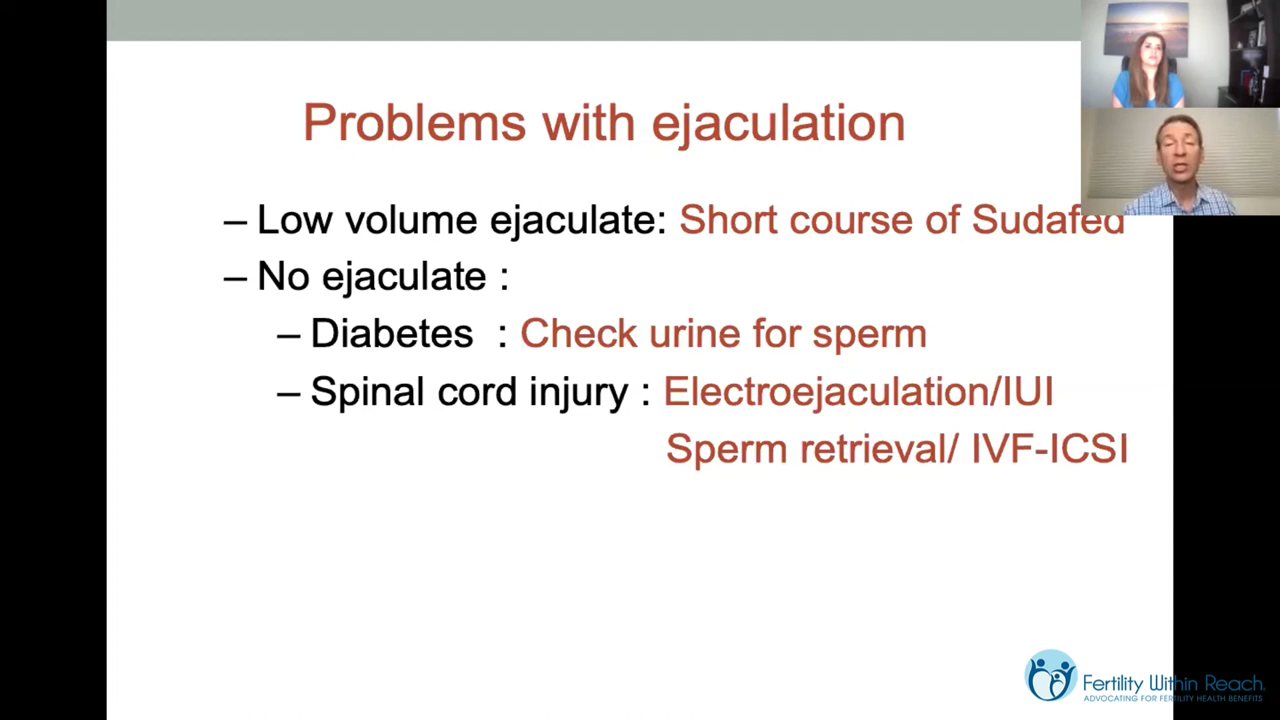 Problems with ejaculation
– Low volume ejaculate: Short course of Sudafed
– No ejaculate :
– Diabetes : Check urine for sperm
– Spinal cord injury : Electroejaculation/IUI
Sperm retrieval/ IVF-ICSI
Fertility Within Reach.
ADVOCATING FOR FERTILITY HEALTH BENEFITS